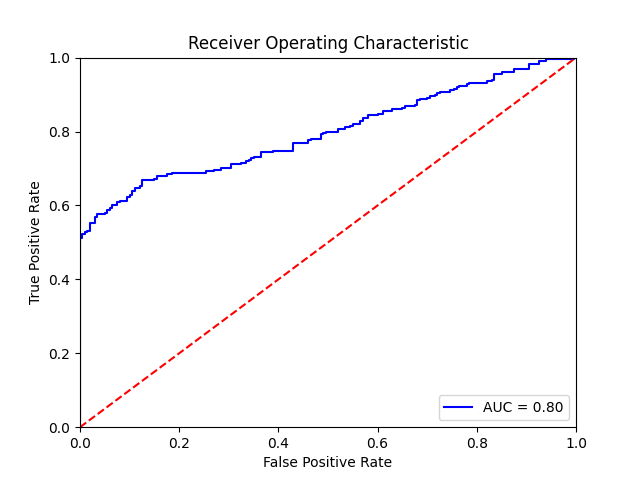 Receiver Operating Characteristic
True Positive Rate
1.0
0.8
0.6
0.4
0.2
0.0
AUC = 0.80
0.0 0.2 0.4 0.6 0.8 1.0
False Positive Rate